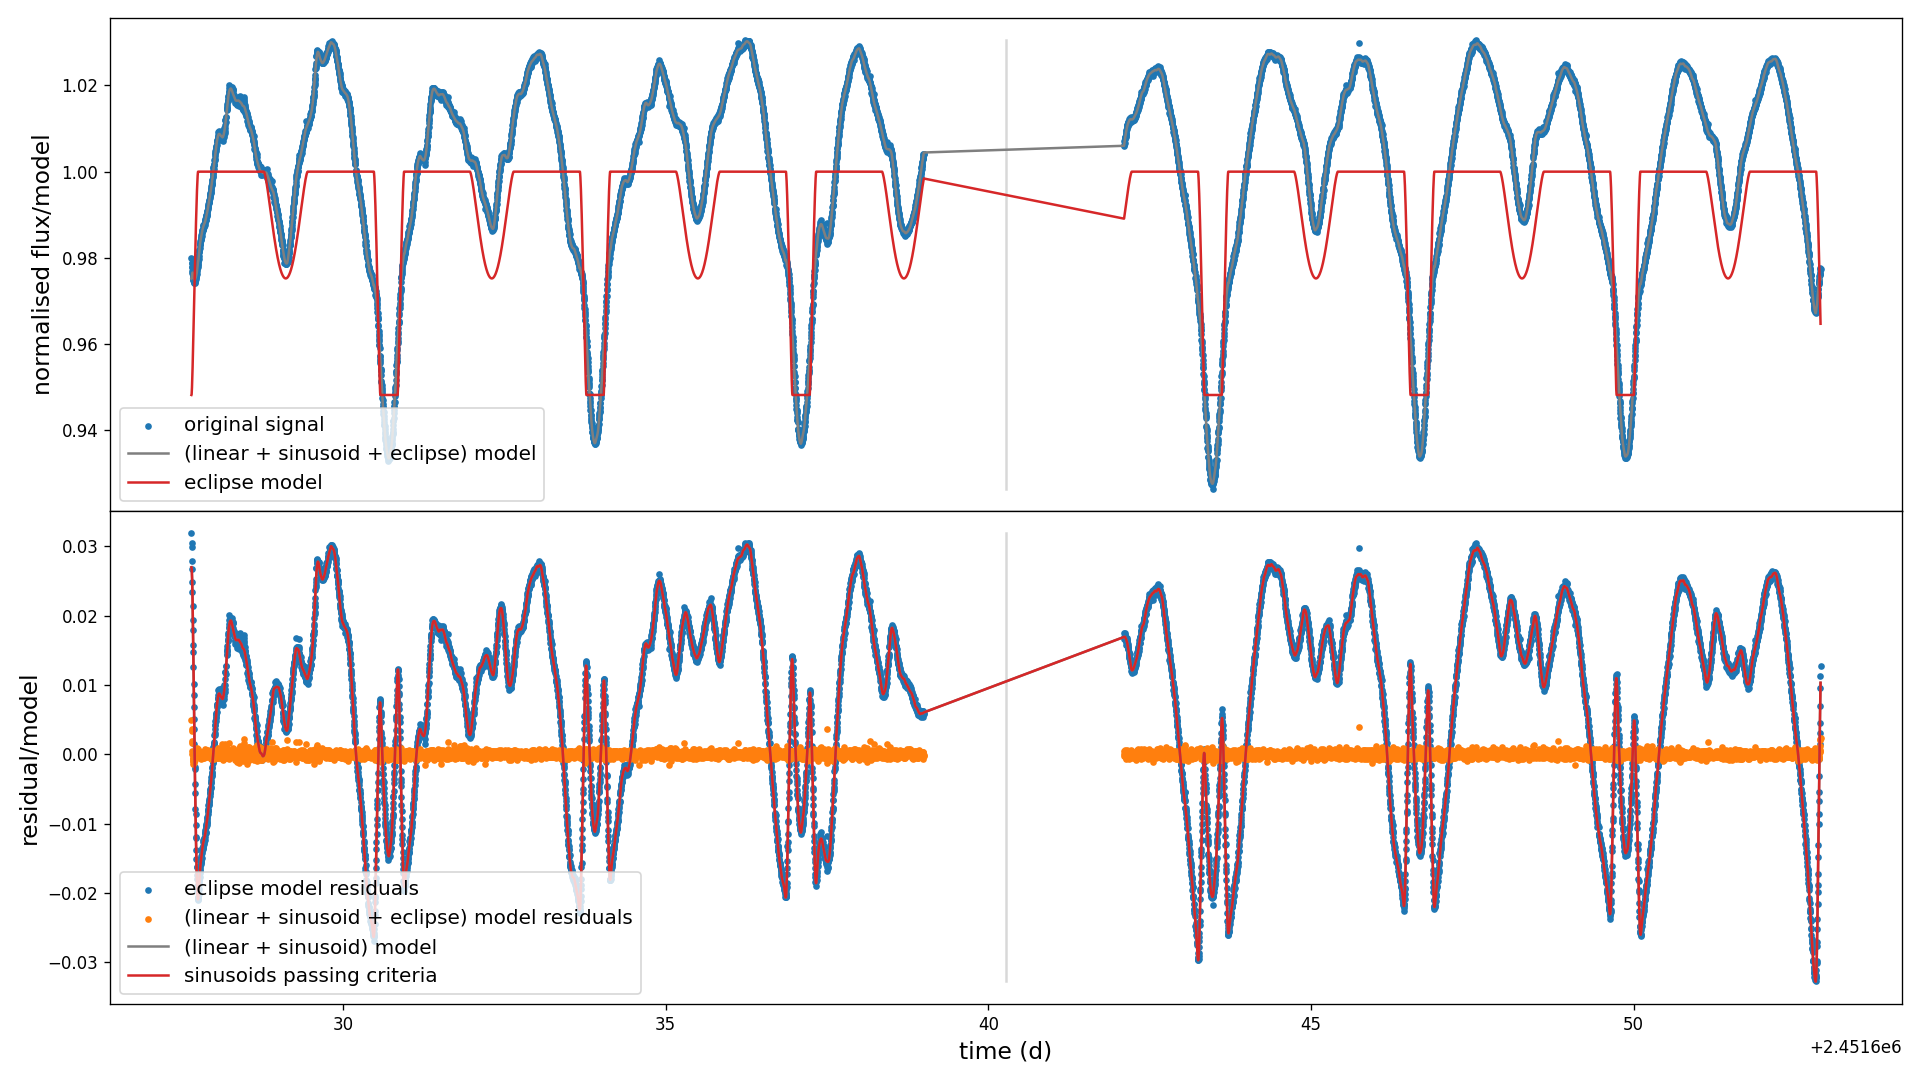 normalised flux/model
1.02
1.00
0.98
0.96
0.94
original signal
(linear + sinusoid + eclipse) model
eclipse model
residual/model
0.03
0.02
0.01
0.00
−0.01
−0.02
−0.03
eclipse model residuals
(linear + sinusoid + eclipse) model residuals
(linear + sinusoid) model
sinusoids passing criteria
30
35
40
45
50
time (d)
+2.4516e6